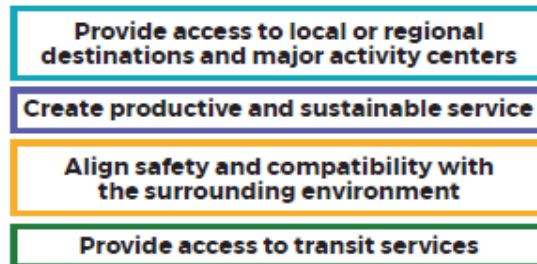 Provide access to local or regional
destinations and major activity centers
Create productive and sustainable service
Align safety and compatibility with
the surrounding environment
Provide access to transit services